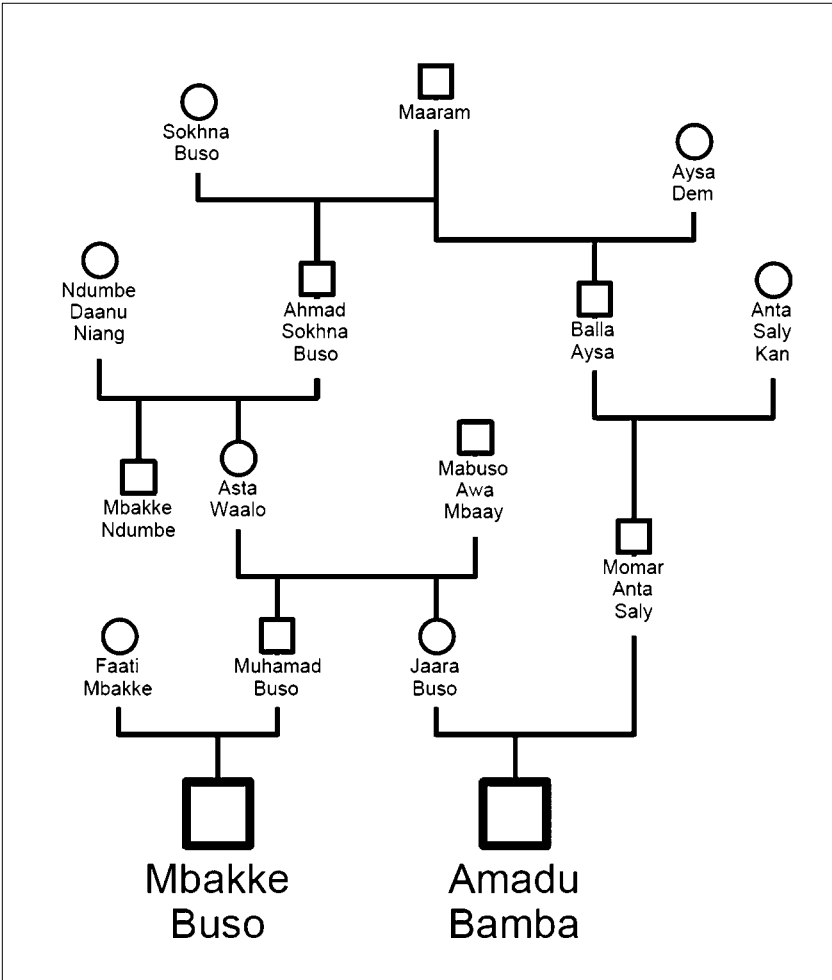 Maaram
Sokhna
Buso
Aysa
Dem
Ndumbe
Daanu
Niang
Ahmad
Sokhna
Buso
Balla
Aysa
Anta
Saly
Kan
Mbakke
Ndumbe
Asta
Waalo
Mabuso
Awa
Mbaay
Momar
Anta
Saly
Faati
Mbakke
Muhamad
Buso
Jaara
Buso
Mbakke
Buso
Amadu
Bamba